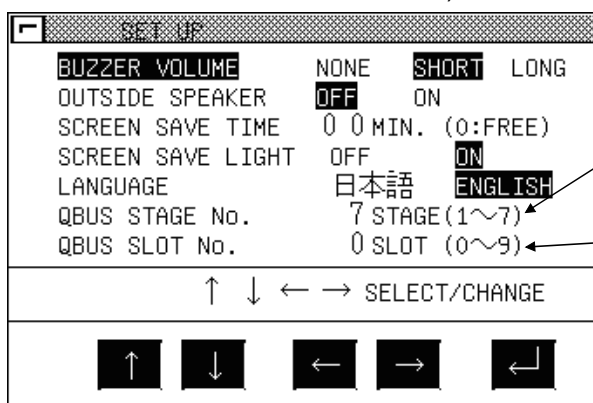 SET UP
BUZZER VOLUME NONE SHORT LONG
OUTSIDE SPEAKER OFF ON
SCREEN SAVE TIME 0 0 MIN. (0:FREE)
SCREEN SAVE LIGHT OFF ON
LANGUAGE 日本語 ENGLISH
QBUS STAGE No. 7 STAGE(1～7)
QBUS SLOT No. 0 SLOT (0～9)
↑ ↓ ← → SELECT/CHANGE
↑ ↓ ← → ↵